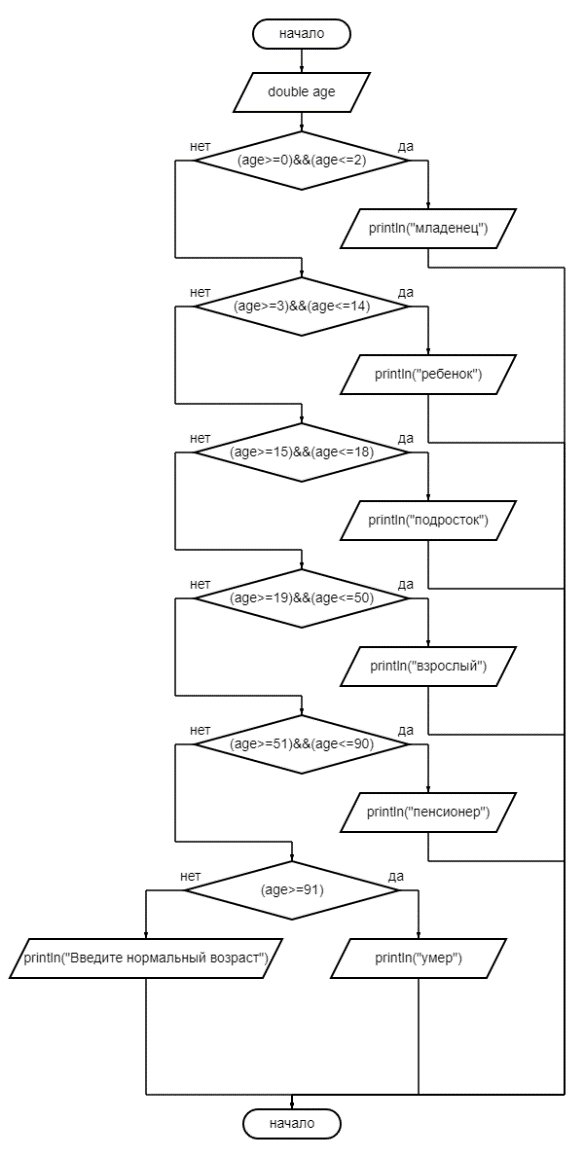 начало
double age
нет
да
(age>=0)&&(age<=2)
println("младенец")
нет
да
(age>=3)&&(age<=14)
println("ребенок")
нет
да
(age>=15)&&(age<=18)
println("подросток")
нет
да
(age>=19)&&(age<=50)
println("взрослый")
нет
да
(age>=51)&&(age<=90)
println("пенсионер")
нет
да
(age>=91)
println("Введите нормальный возраст")
println("умер")
начало